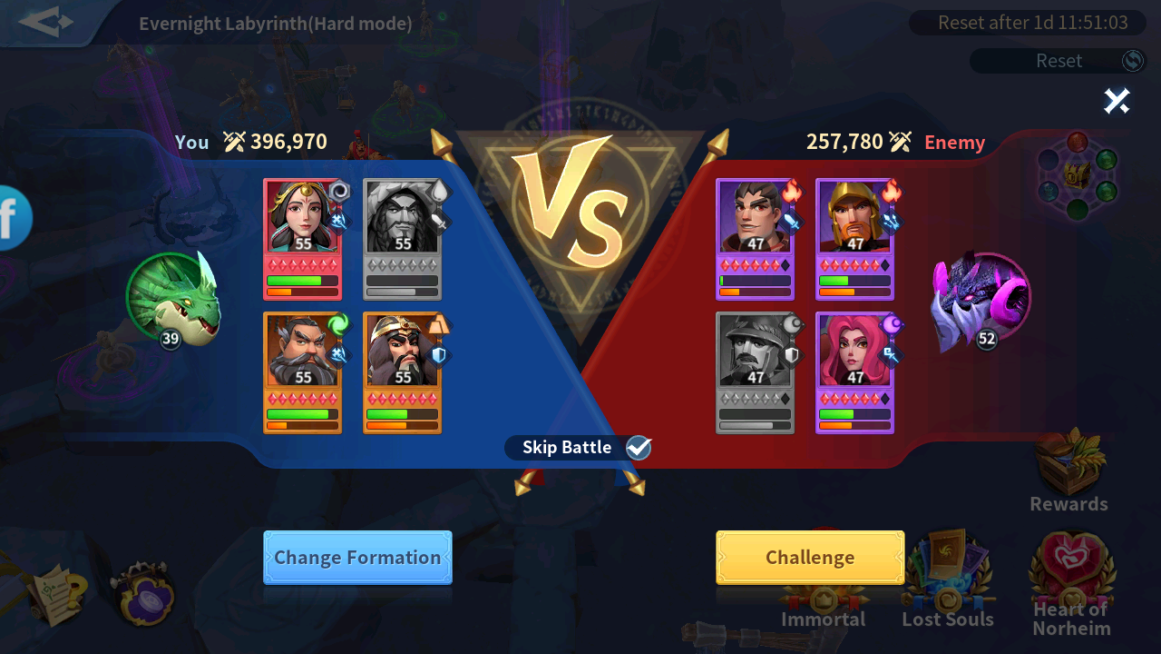 Evernight Labyrinth(Hard mode)
Reset after 1d 11:51:03
Reset
You 396,970
257,780 Enemy
VS
55
55
47
47
39
52
55
55
47
47
Skip Battle
Rewards
Change Formation
Challenge
Immortal
Lost Souls
Heart of
Norheim
f